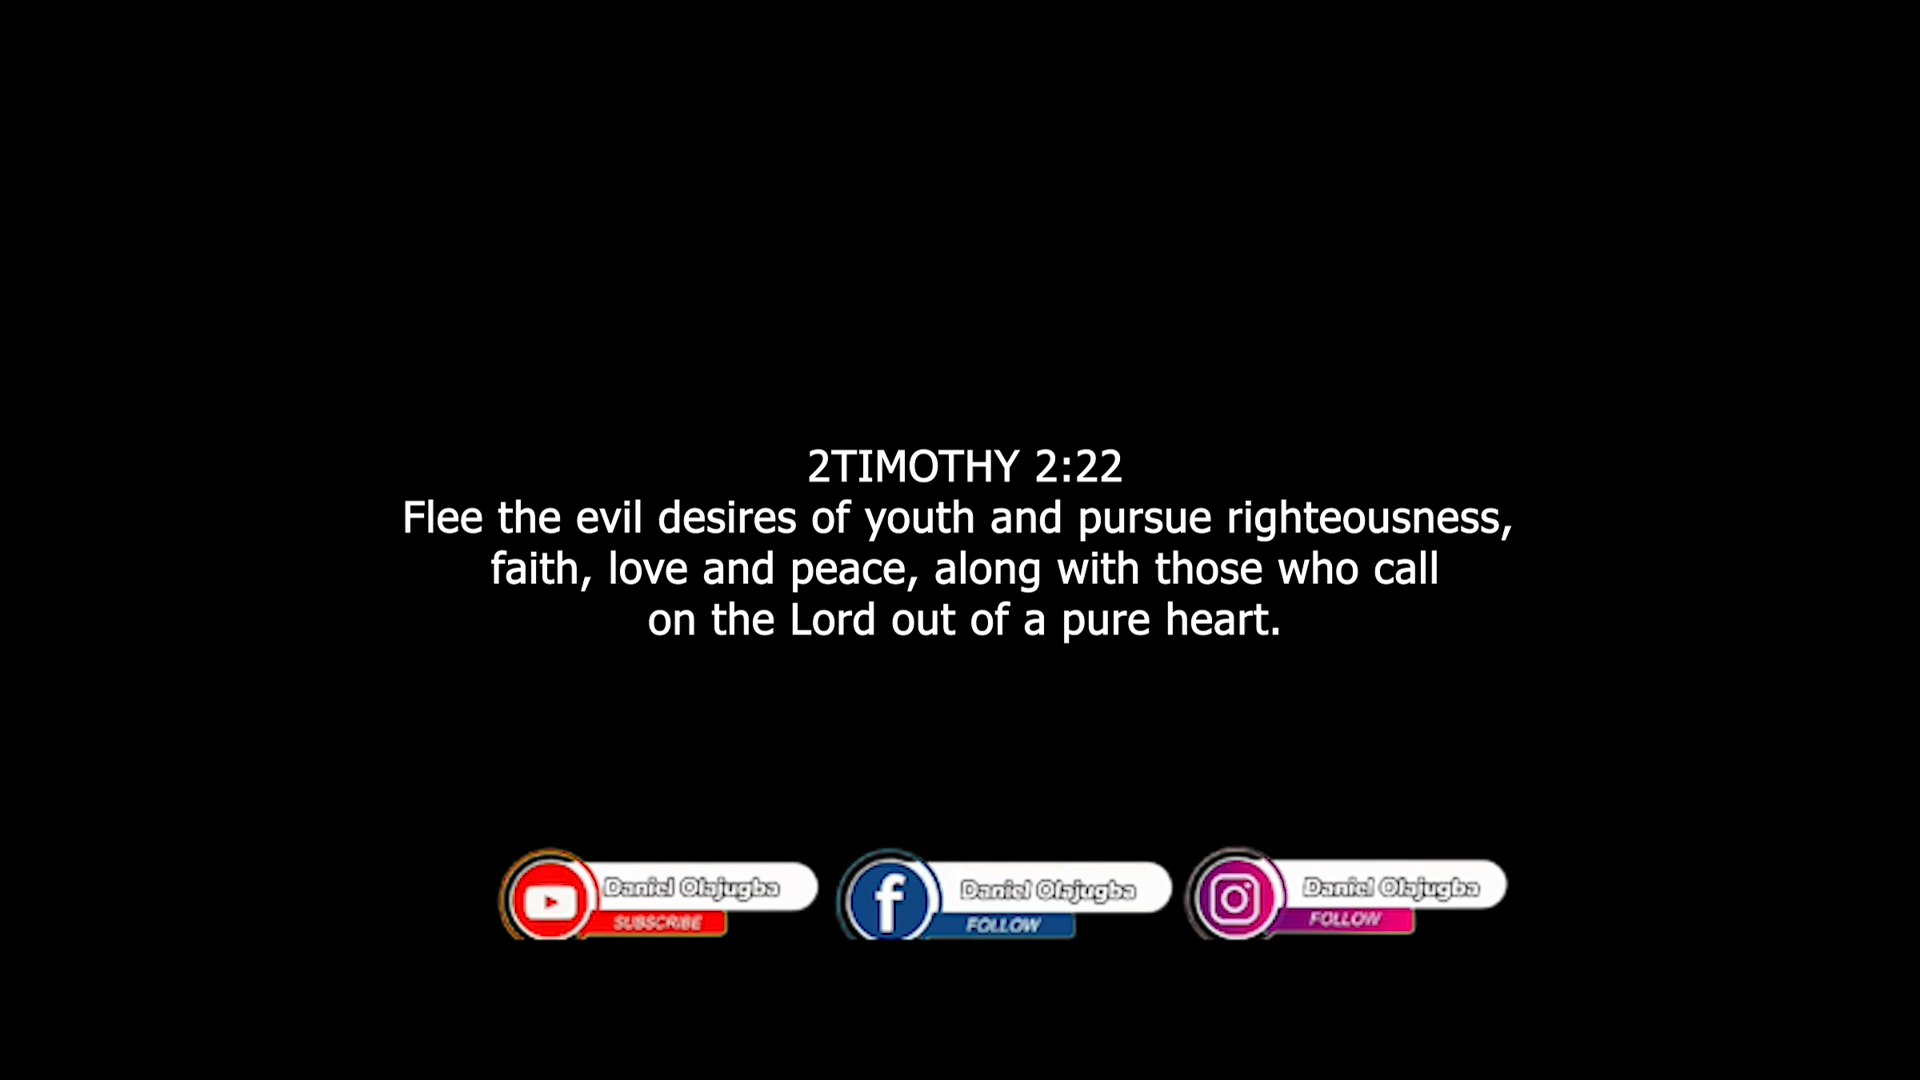 2TIMOTHY 2:22
Flee the evil desires of youth and pursue righteousness,
faith, love and peace, along with those who call
on the Lord out of a pure heart.
Daniel Olajugba
SUBSCRIBE
Daniel Olajugba
FOLLOW
Daniel Olajugba
FOLLOW